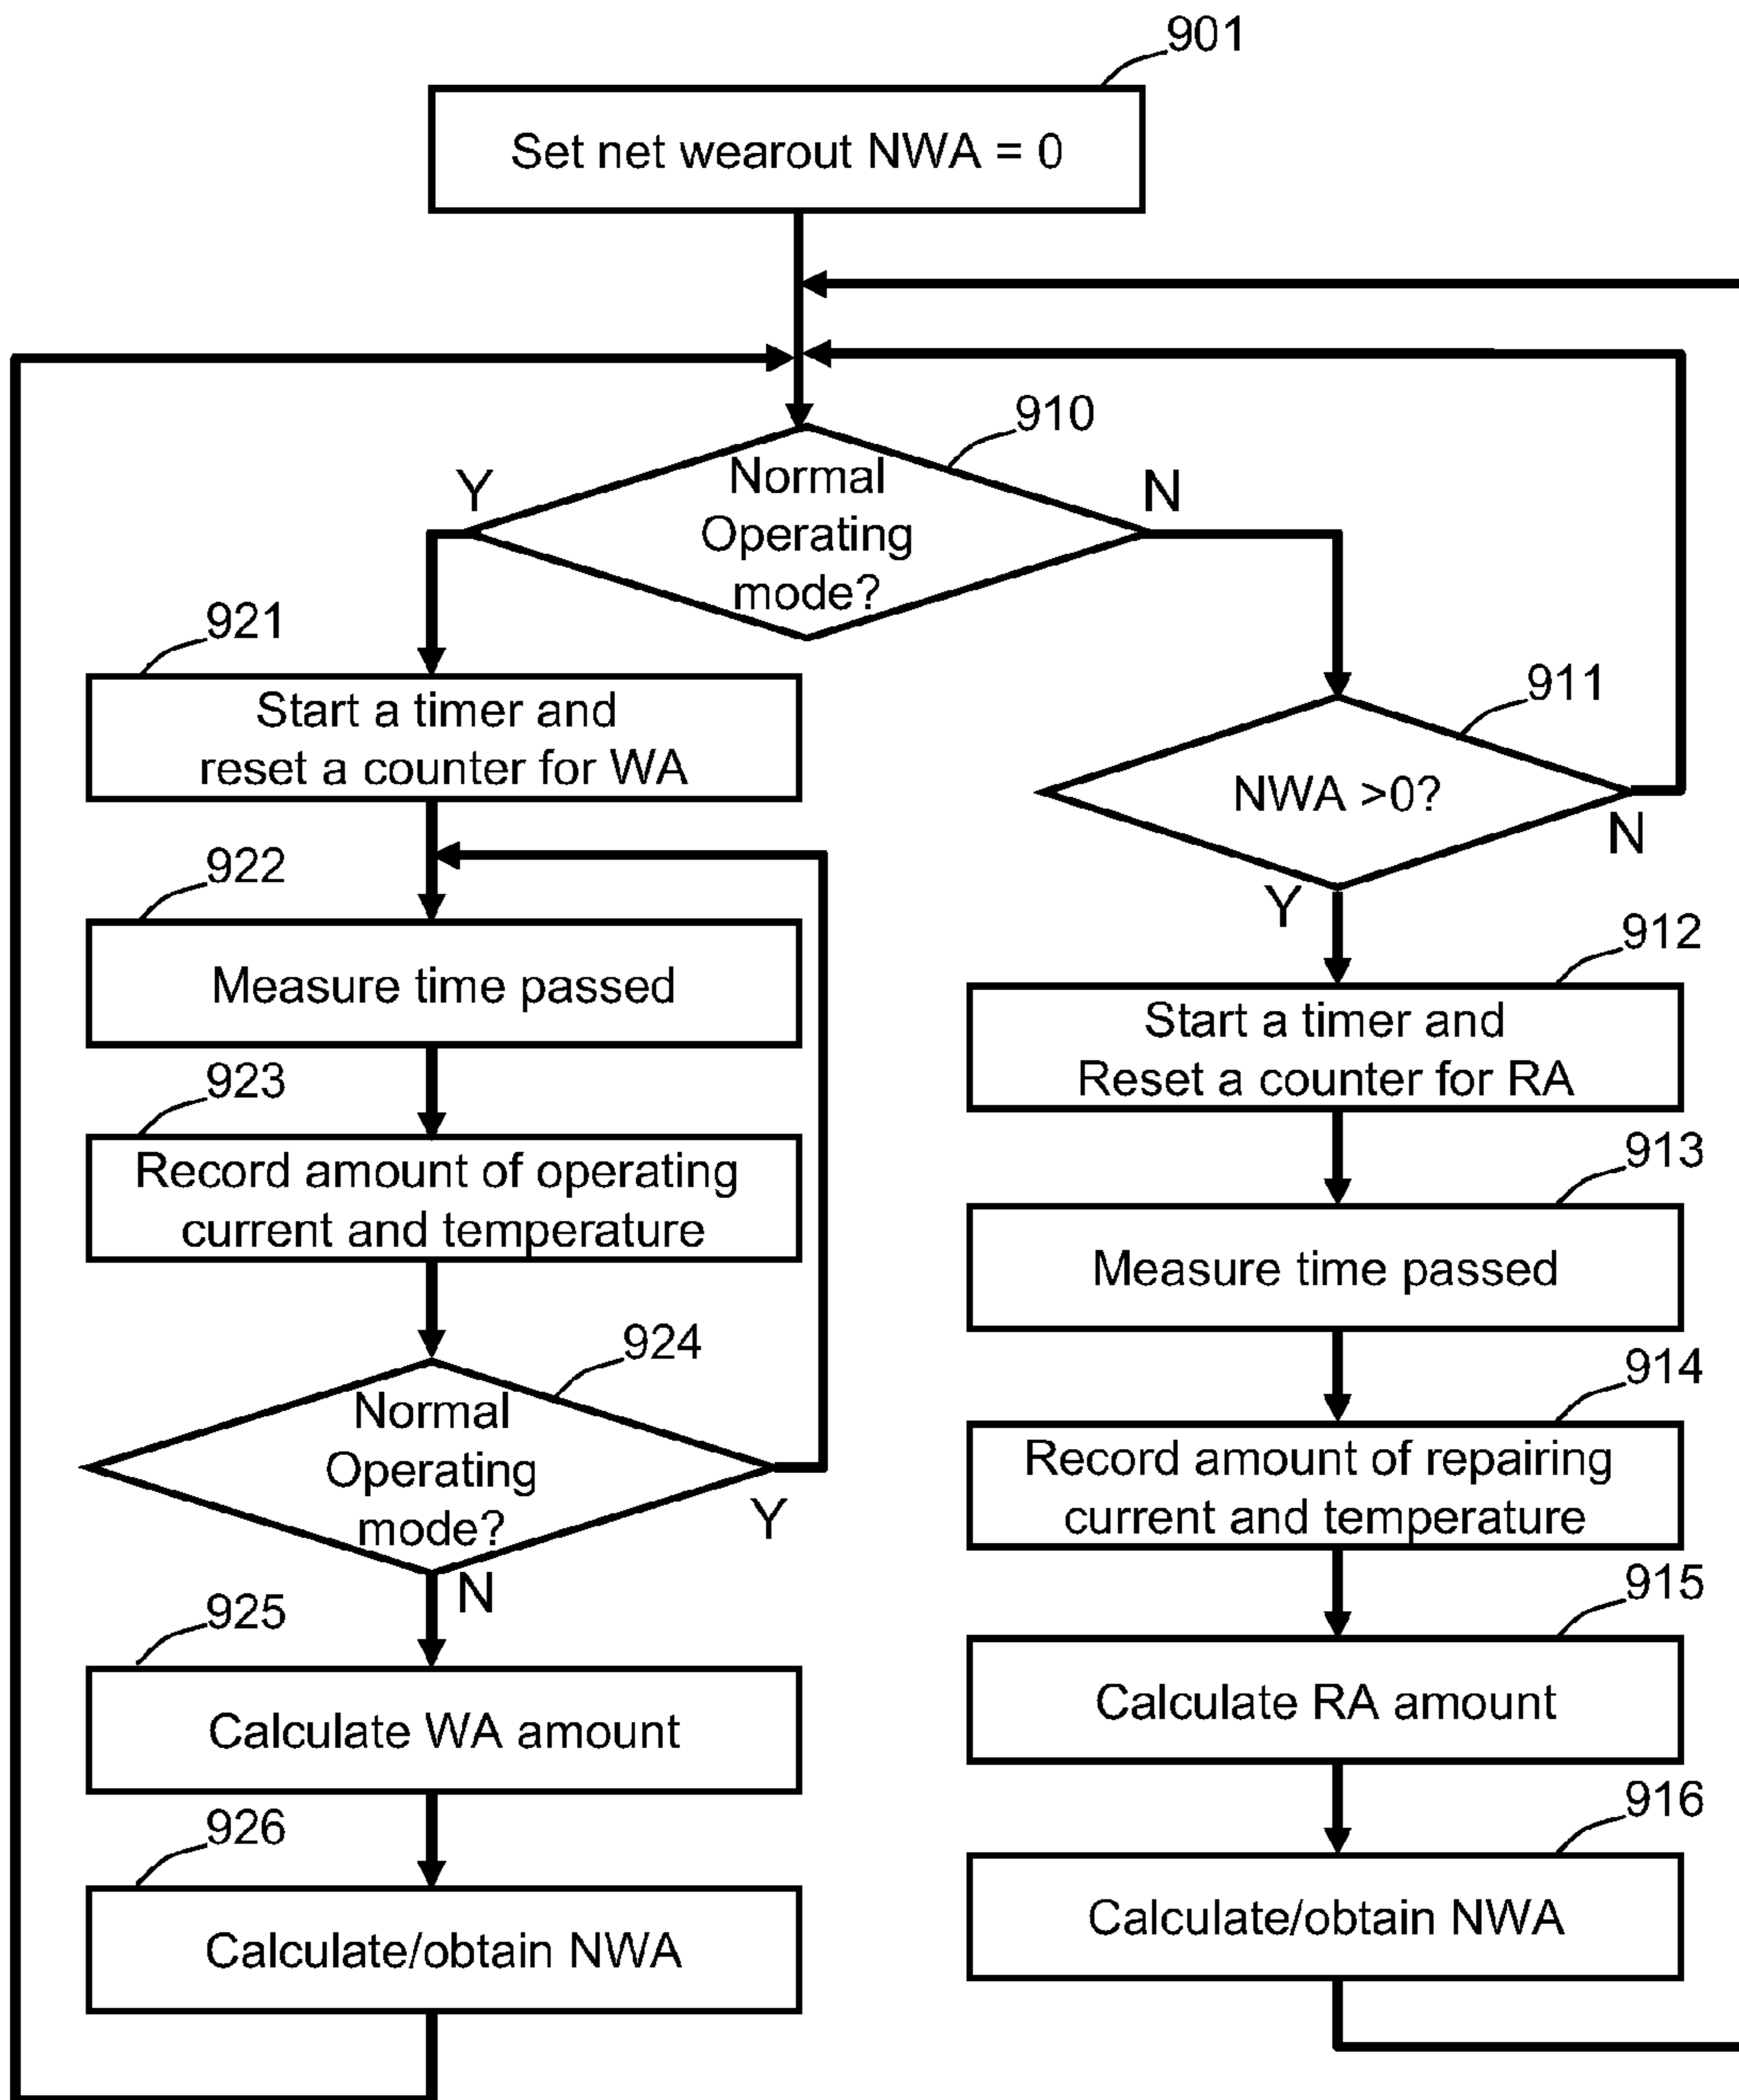 901
Set net wearout NWA = 0
910
Normal
Operating
mode?
Y
N
921
Start a timer and
reset a counter for WA
922
Measure time passed
923
Record amount of operating
current and temperature
924
Normal
Operating
mode?
Y
N
925
Calculate WA amount
926
Calculate/obtain NWA
911
NWA >0?
N
Y
912
Start a timer and
Reset a counter for RA
913
Measure time passed
914
Record amount of repairing
current and temperature
915
Calculate RA amount
916
Calculate/obtain NWA